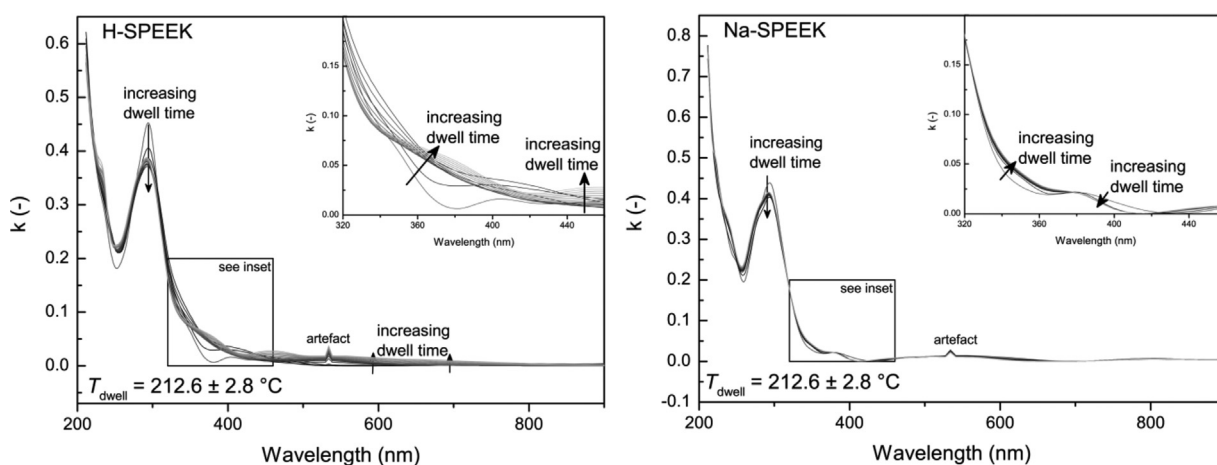 H-SPEEK
increasing
dwell time
k (-)
0.6
0.5
0.4
0.3
0.2
0.1
0.0
200
400
600
800
Wavelength (nm)
see inset
artefact
increasing
dwell time
T dwell = 212.6 ± 2.8 °C
k (-)
0.15
0.10
0.05
0.00
320
360
400
440
Wavelength (nm)
increasing
dwell time
increasing
dwell time
Na-SPEEK
increasing
dwell time
k (-)
0.8
0.7
0.6
0.5
0.4
0.3
0.2
0.1
0.0
-0.1
200
400
600
800
Wavelength (nm)
see inset
artefact
T dwell = 212.6 ± 2.8 °C
k (-)
0.15
0.10
0.05
0.00
320
360
400
440
Wavelength (nm)
increasing
dwell time
increasing
dwell time